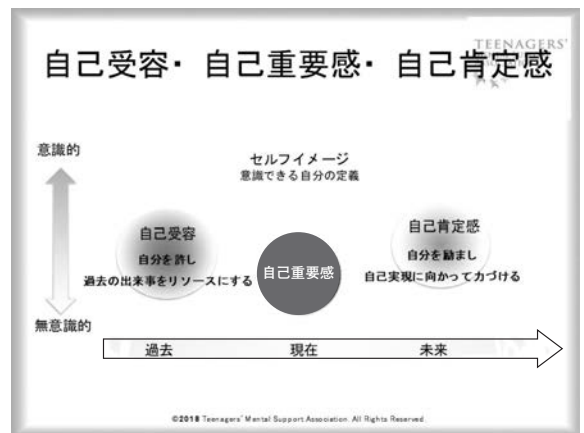 TEENAGERS'
自己受容・ 自己重要感・ 自己肯定感
意識的
セルフイメージ
意識できる自分の定義
自己受容
自分を許し
過去の出来事をリソースにする
自己重要感
自己肯定感
自分を励まし
自己実現に向かって力づける
無意識的
過去
現在
未来
©2018 Teenagers' Mental Support Association. All Rights Reserved.